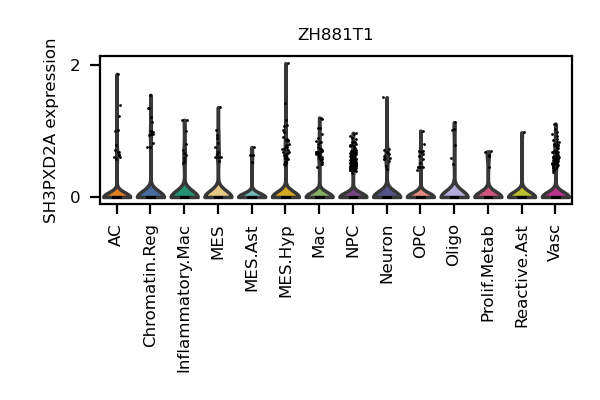 ZH881T1
SH3PXD2A expression
2
0
AC
Chromatin.Reg
Inflammatory.Mac
MES
MES.Ast
MES.Hyp
Mac
NPC
Neuron
OPC
Oligo
Prolif.Metab
Reactive.Ast
Vasc